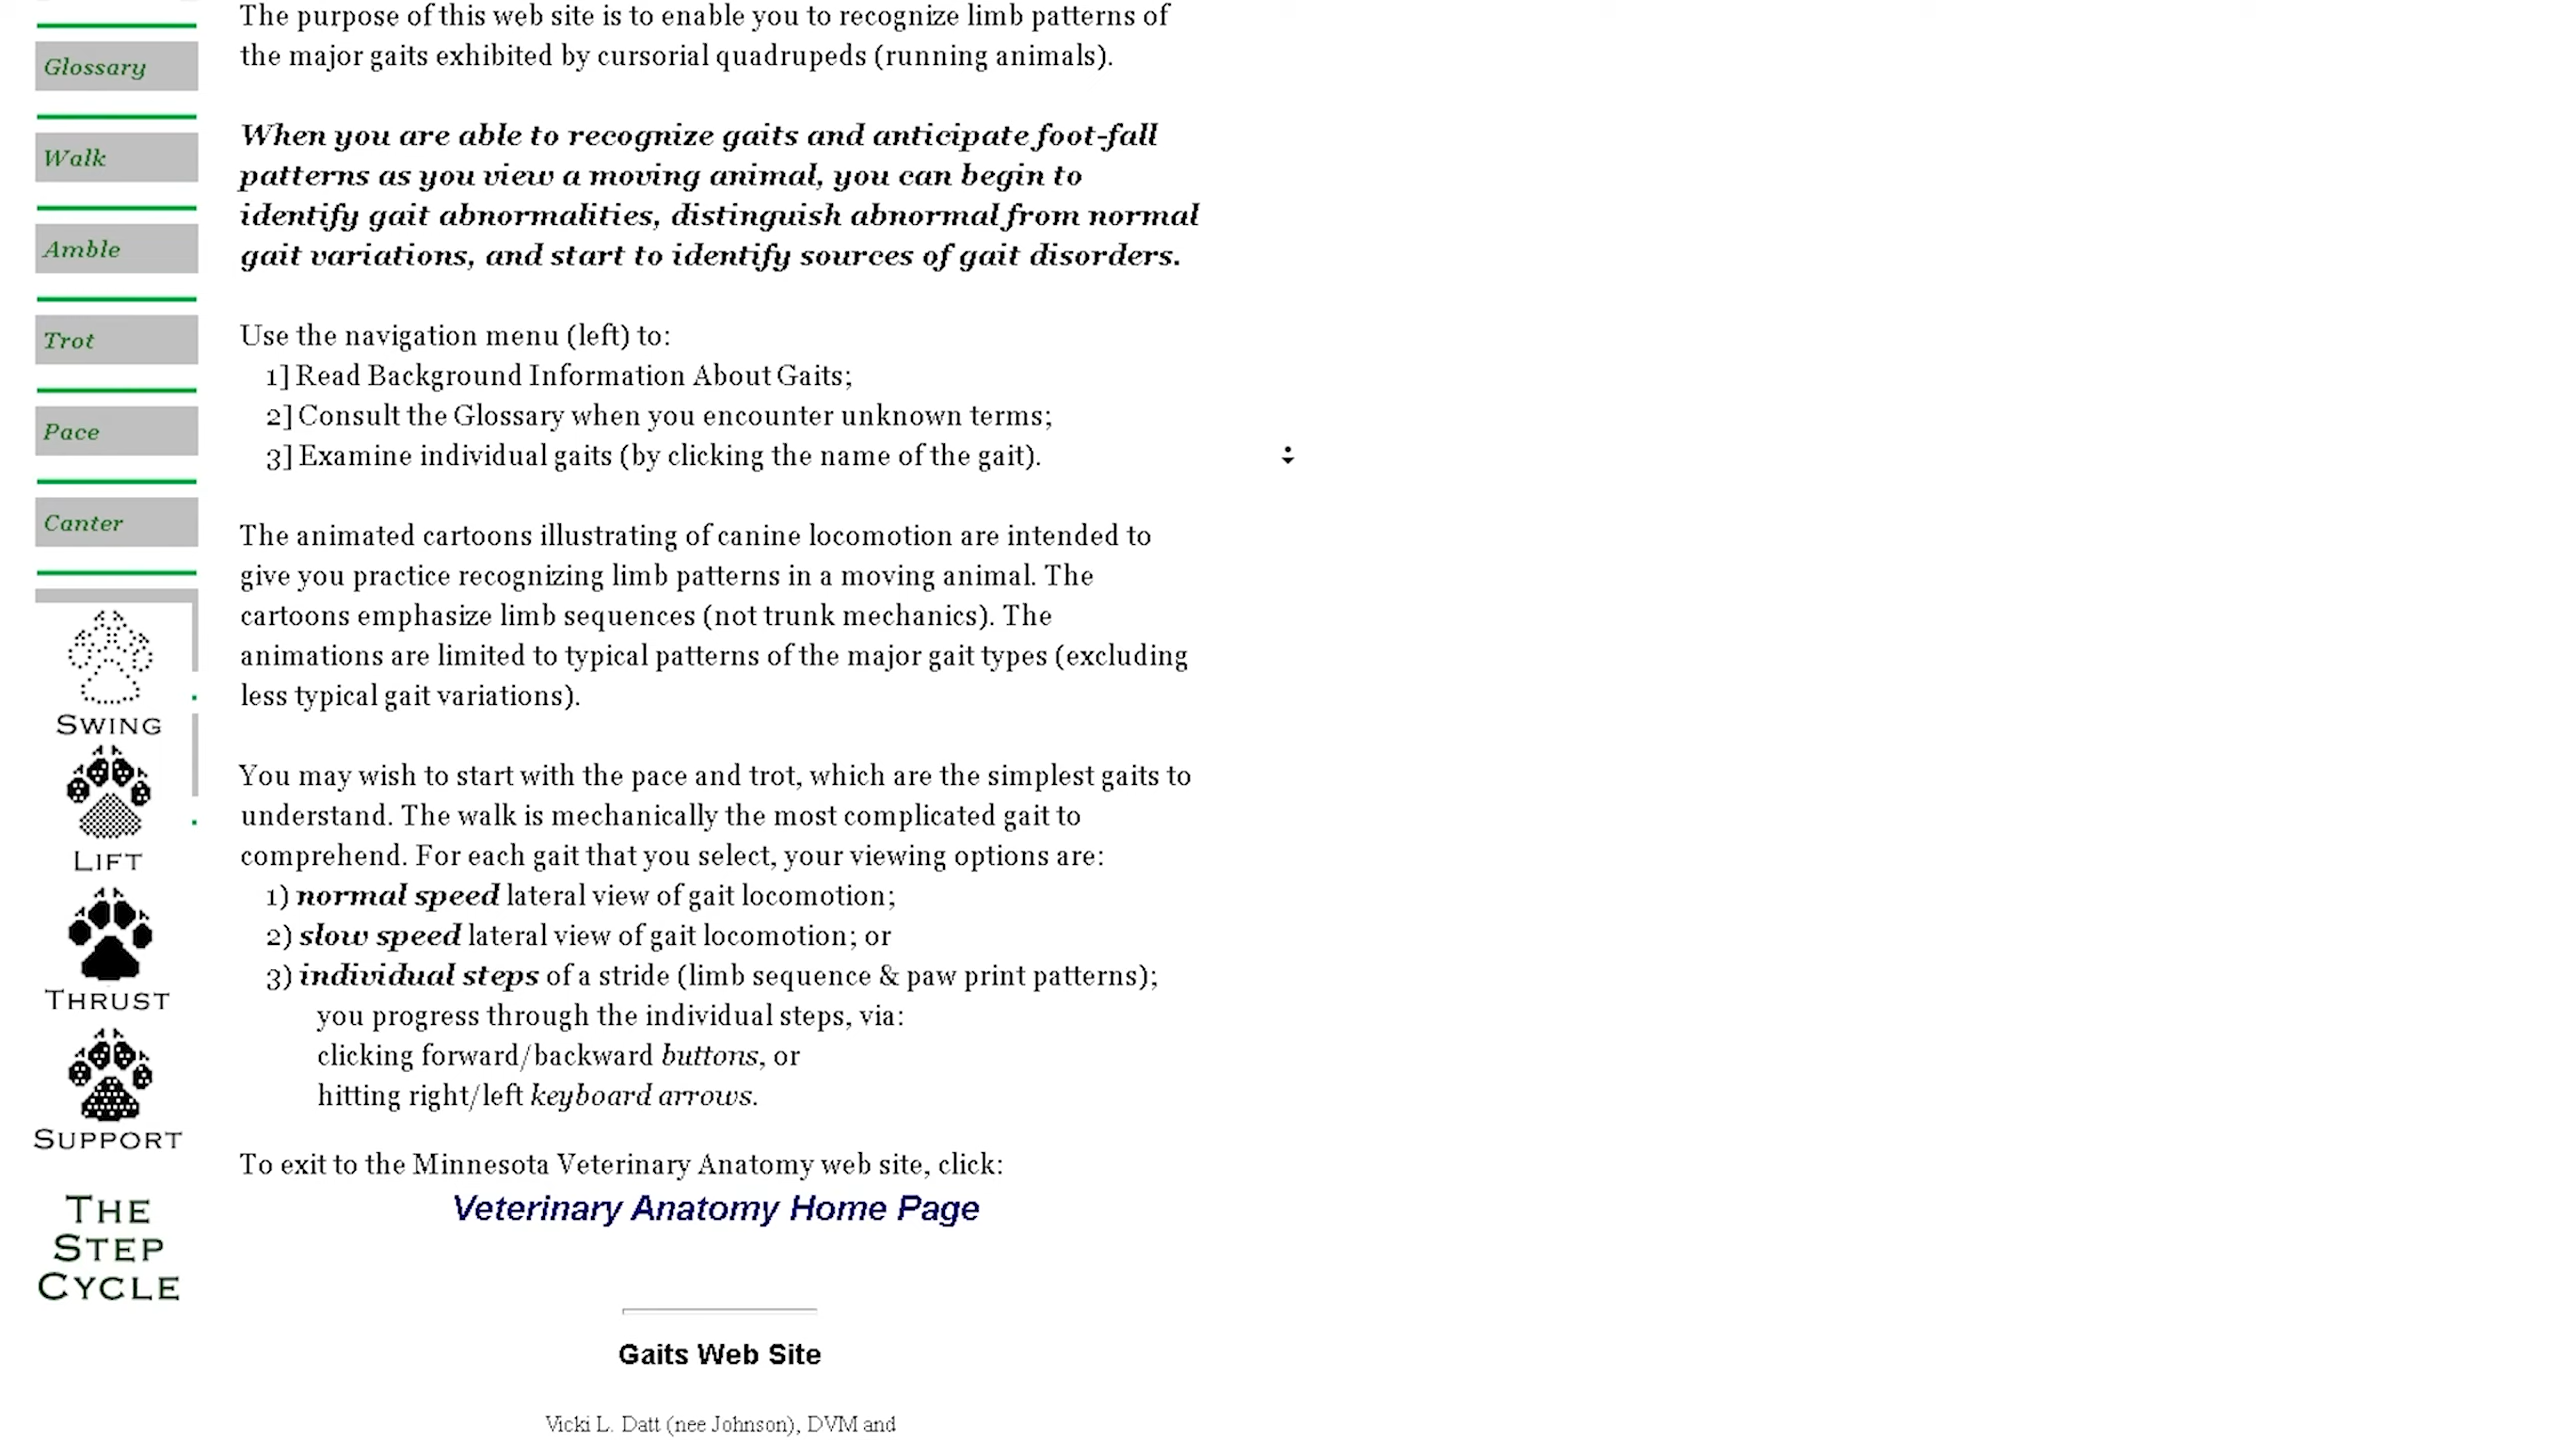 Glossary
Walk
Amble
Trot
Pace
Canter
SWING
LIFT
THRUST
SUPPORT
THE
STEP
CYCLE
The purpose of this web site is to enable you to recognize limb patterns of
the major gaits exhibited by cursorial quadrupeds (running animals).
When you are able to recognize gaits and anticipate foot-fall
patterns as you view a moving animal, you can begin to
identify gait abnormalities, distinguish abnormal from normal
gait variations, and start to identify sources of gait disorders.
Use the navigation menu (left) to:
1] Read Background Information About Gaits;
2] Consult the Glossary when you encounter unknown terms;
3] Examine individual gaits (by clicking the name of the gait).
The animated cartoons illustrating of canine locomotion are intended to
give you practice recognizing limb patterns in a moving animal. The
cartoons emphasize limb sequences (not trunk mechanics). The
animations are limited to typical patterns of the major gait types (excluding
less typical gait variations).
You may wish to start with the pace and trot, which are the simplest gaits to
understand. The walk is mechanically the most complicated gait to
comprehend. For each gait that you select, your viewing options are:
1) normal speed lateral view of gait locomotion;
2) slow speed lateral view of gait locomotion; or
3) individual steps of a stride (limb sequence & paw print patterns);
you progress through the individual steps, via:
clicking forward/backward buttons, or
hitting right/left keyboard arrows.
To exit to the Minnesota Veterinary Anatomy web site, click:
Veterinary Anatomy Home Page
Gaits Web Site
Vicki L. Datt (nee Johnson), DVM and